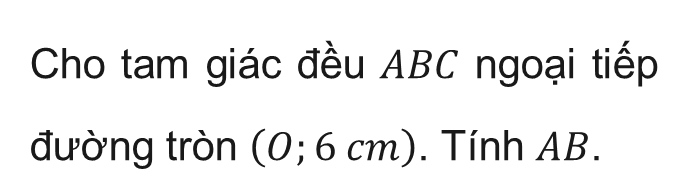 Cho tam giác đều ABC ngoại tiếp
đường tròn (O; 6 cm). Tính AB.